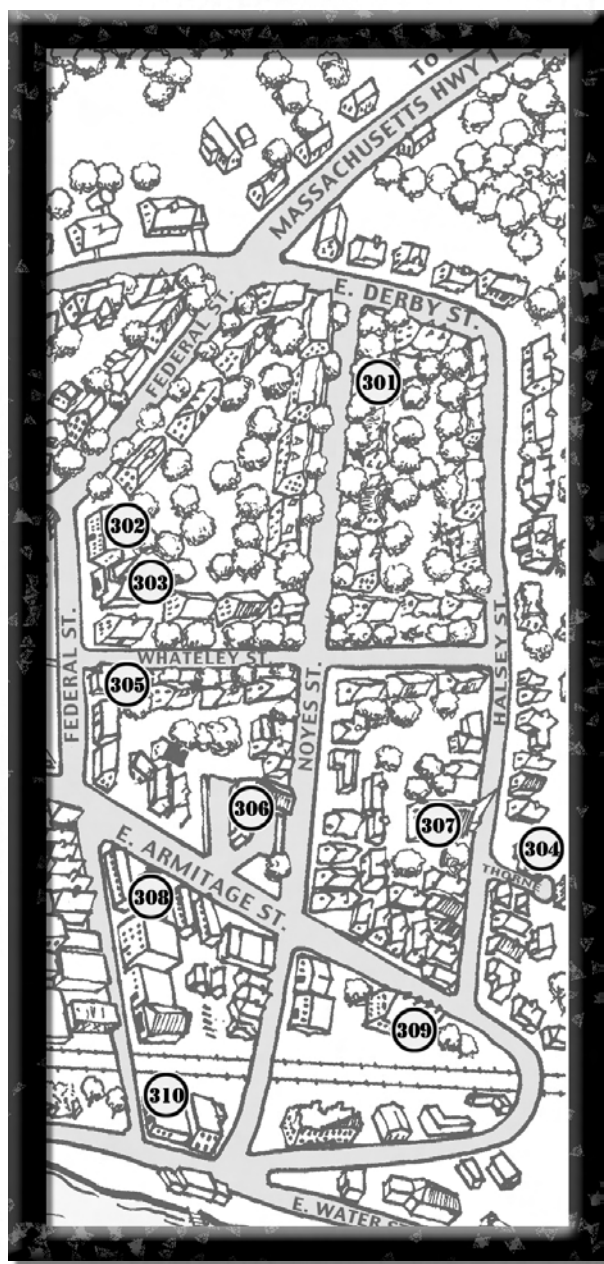 TO
MASSACHUSETTS HWY 1
E. DERBY ST.
FEDERAL ST.
301
302
303
FEDERAL ST.
WHATELEY ST.
305
NOYES ST.
HALSEY ST.
306
307
304
THORNE
E. ARMITAGE ST.
308
309
310
E. WATER ST